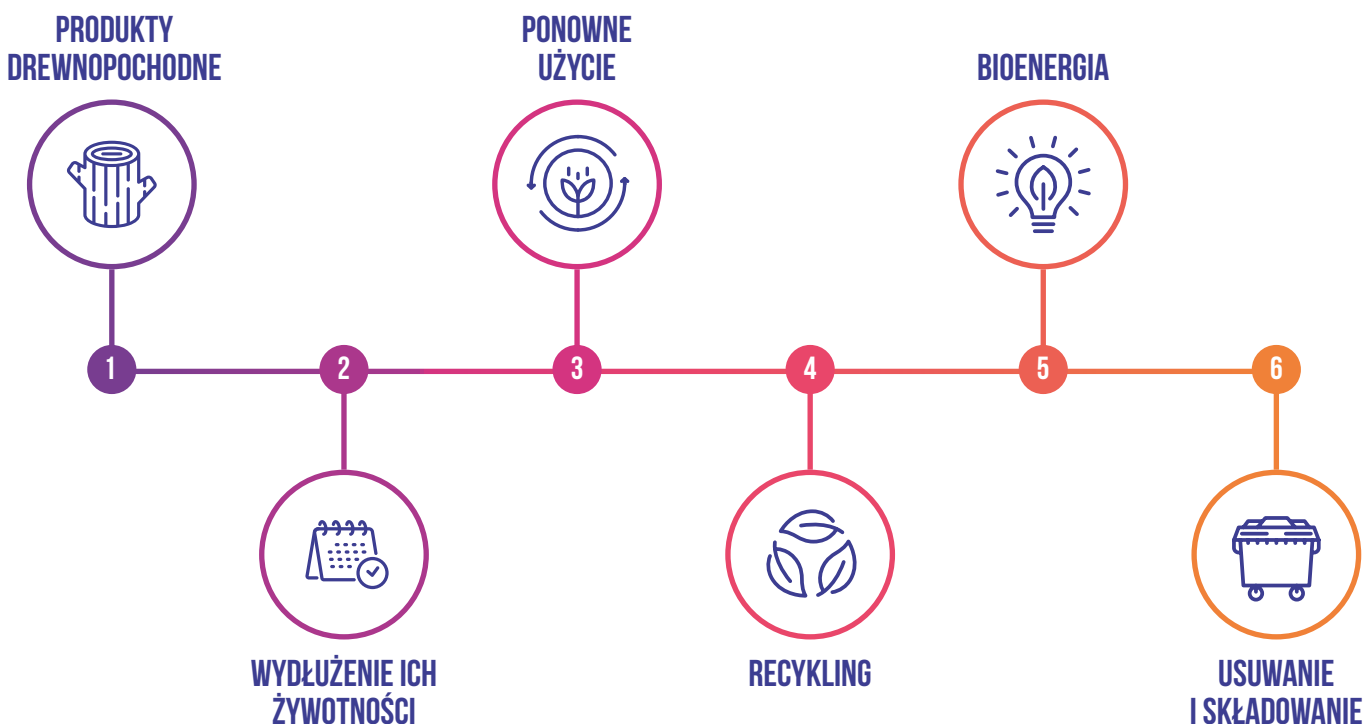 PRODUKTY
DREWNOPOCHODNE
PONOWNE
UŻYCIE
BIOENERGIA
1
2
3
4
5
6
WYDŁUŻENIE ICH
ŻYWOTNOŚCI
RECYKLING
USUWANIE
I SKŁADOWANIE